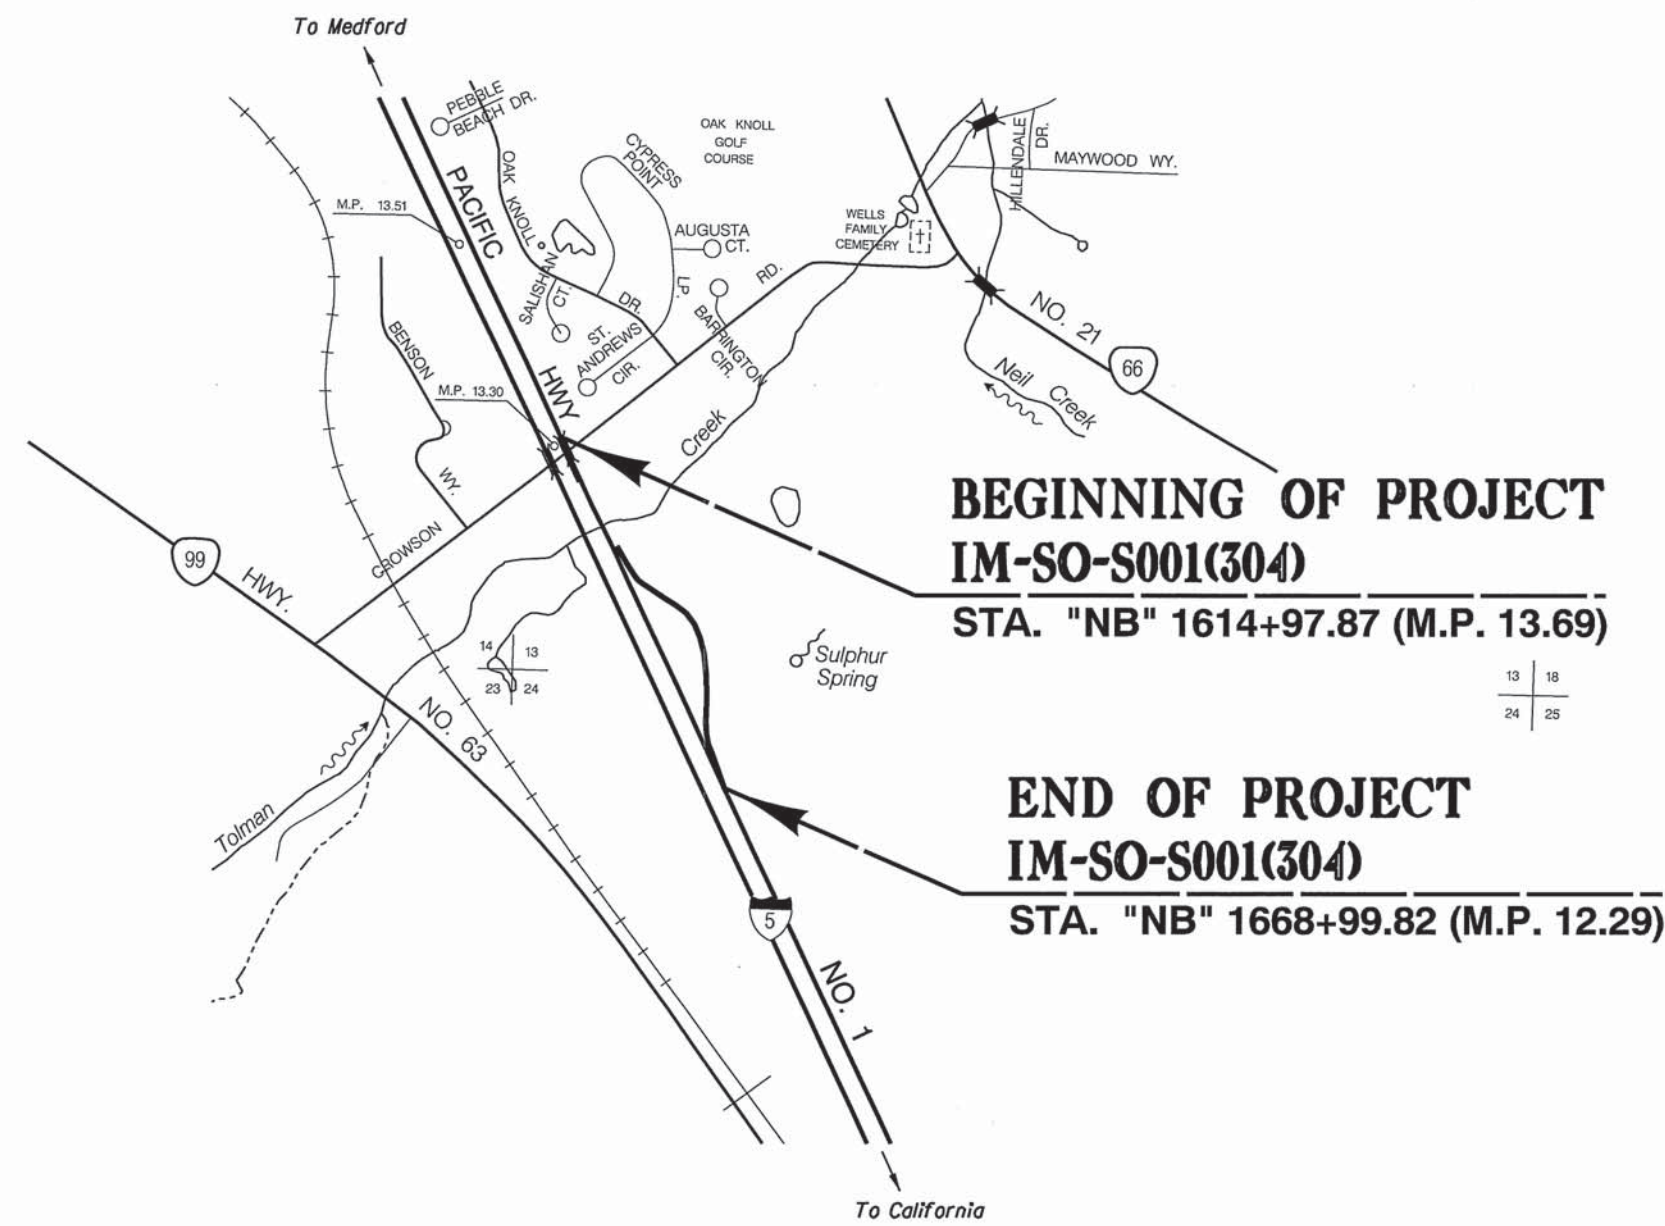 To Medford
PEBBLE
BEACH DR.
OAK KNOLL
DR.
CYPRESS
POINT
LP.
OAK KNOLL
GOLF
COURSE
HILLENDALE
DR.
MAYWOOD WY.
M.P. 13.51
PACIFIC
HWY
AUGUSTA
CT.
WELLS
FAMILY
CEMETERY
SALISHAN
CT.
RD.
BENSON
WY.
ST.
ANDREWS
CIR.
BARRINGTON
CIR.
NO. 21
66
Neil Creek
M.P. 13.30
Creek
BEGINNING OF PROJECT
IM-SO-S001(304)
STA. "NB" 1614+97.87 (M.P. 13.69)
99
HWY.
CROWSON
14 13
23 24
Sulphur
Spring
13 18
24 25
NO. 63
Tolman
END OF PROJECT
IM-SO-S001(304)
STA. "NB" 1668+99.82 (M.P. 12.29)
5
NO. 1
To California